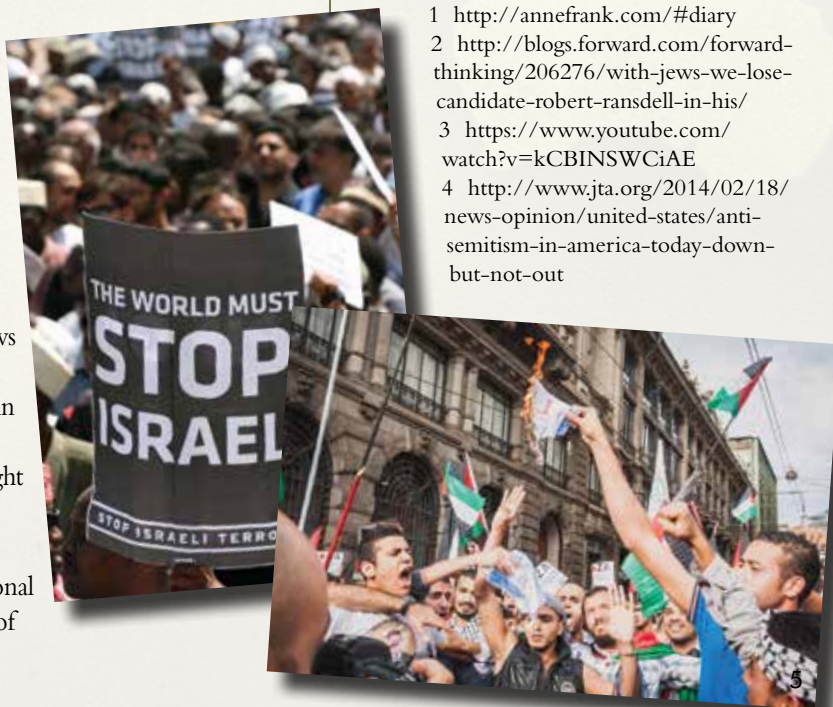 1 http://annefrank.com/#diary
2 http://blogs.forward.com/forward-
thinking/206276/with-jews-we-lose-
candidate-robert-ransdell-in-his/
3 https://www.youtube.com/
watch?v=kCBINSWCiAE
4 http://www.jta.org/2014/02/18/
news-opinion/united-states/anti-
semitism-in-america-today-down-
but-not-out
THE WORLD MUST
STOP
ISRAEL
STOP ISRAELI TERRO
of
5